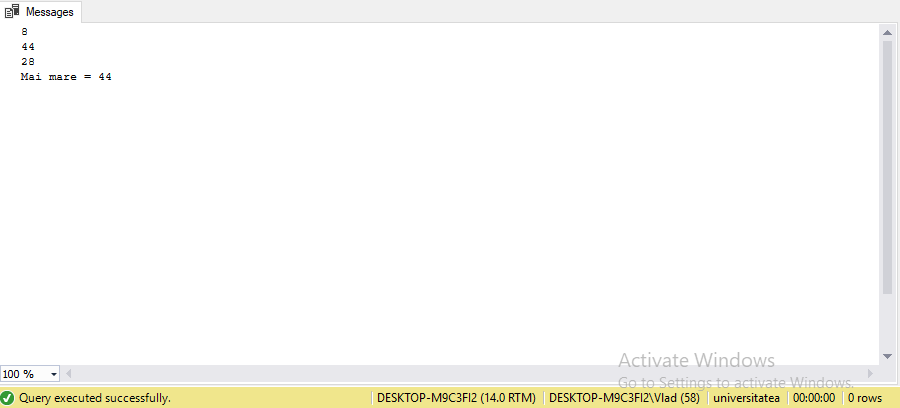 Messages
8
44
28
Mai mare = 44
Activate Windows
100 %
Go to Settings to activate Windows.
Query executed successfully.
DESKTOP-M9C3FI2 (14.0 RTM)
DESKTOP-M9C3FI2\Vlad (58)
universitatea
00:00:00
0 rows